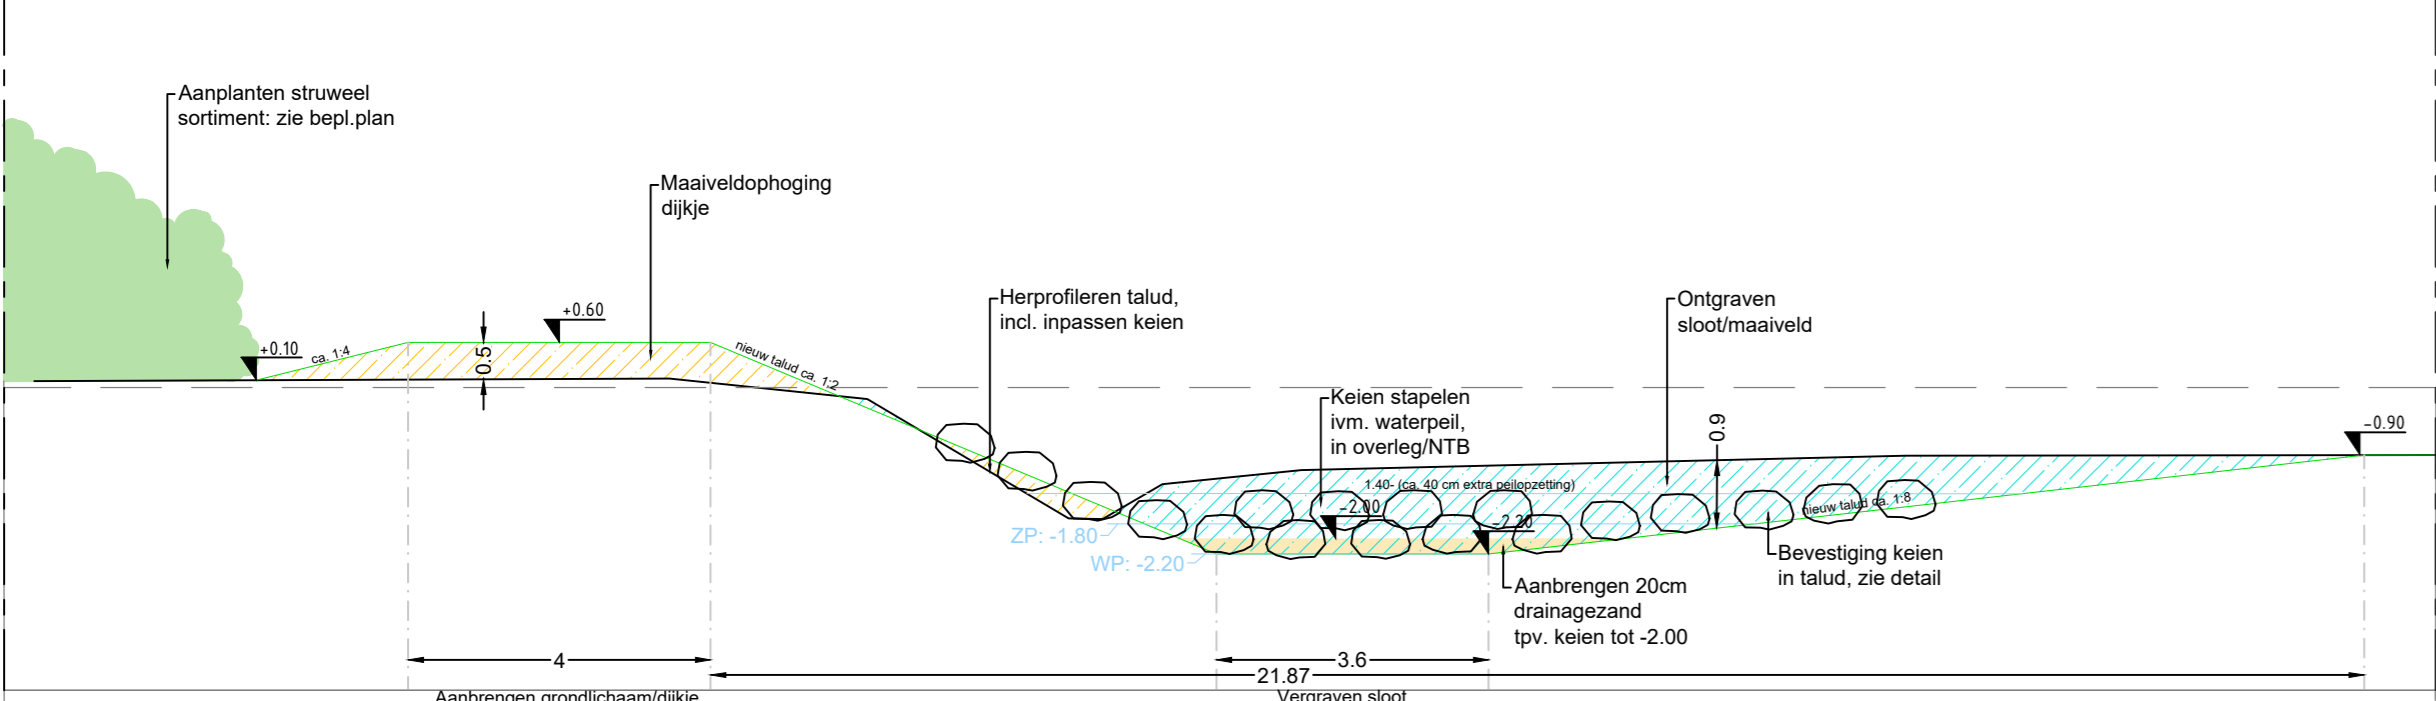 Aanplanten struweel
sortiment: zie bepl.plan
Maaiveldophoging
dijkje
+0.60
+0.10
ca. 1:4
0.5
nieuw talud ca. 1:2
Herprofileren talud,
incl. inpassen keien
Ontgraven
sloot/maaiveld
Keien stapelen
ivm. waterpeil,
in overleg/NTB
0.9
-0.90
1.40- (ca. 40 cm extra peilopzetting)
-2.00
-2.20
nieuw talud ca. 1:8
ZP: -1.80
WP: -2.20
Bevestiging keien
in talud, zie detail
Aanbrengen 20cm
drainagezand
tpv. keien tot -2.00
4
3.6
21.87
Aanbrengen grondlichaam/dijkje
Vergraven sloot